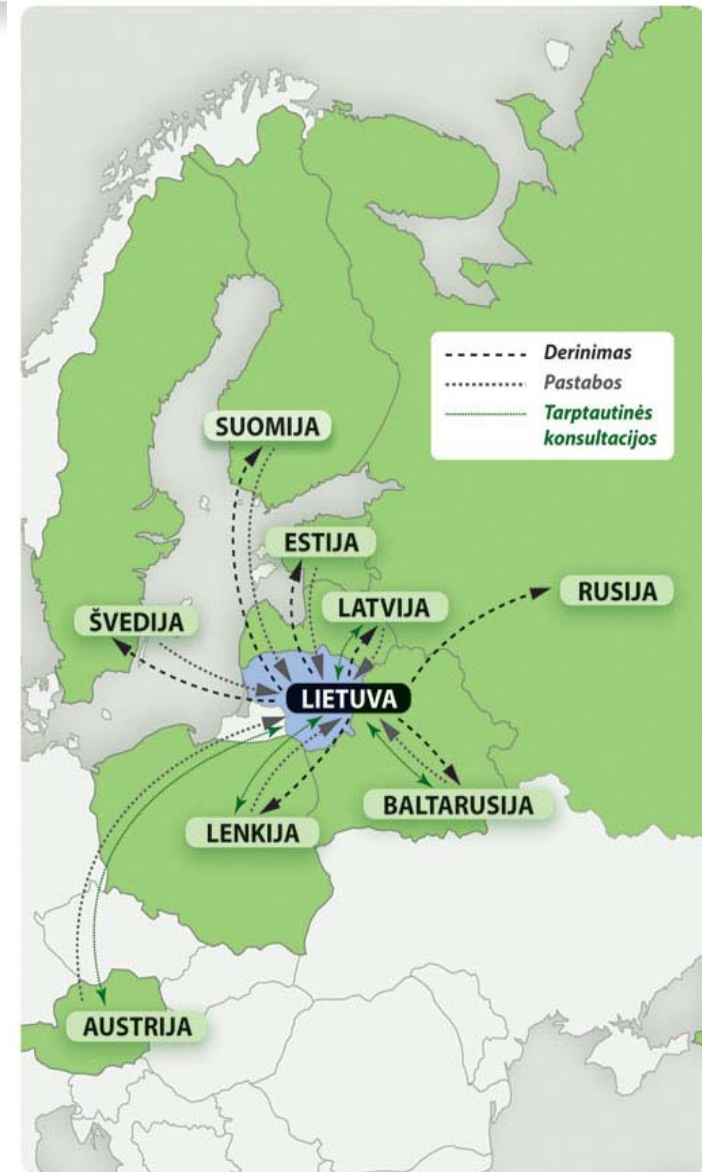 Derinimas
Pastabos
Tarptautinės
konsultacijos
SUOMIJA
ESTIJA
RUSIJA
LATVIJA
ŠVEDIJA
LIETUVA
BALTARUSIJA
LENKIJA
AUSTRIJA